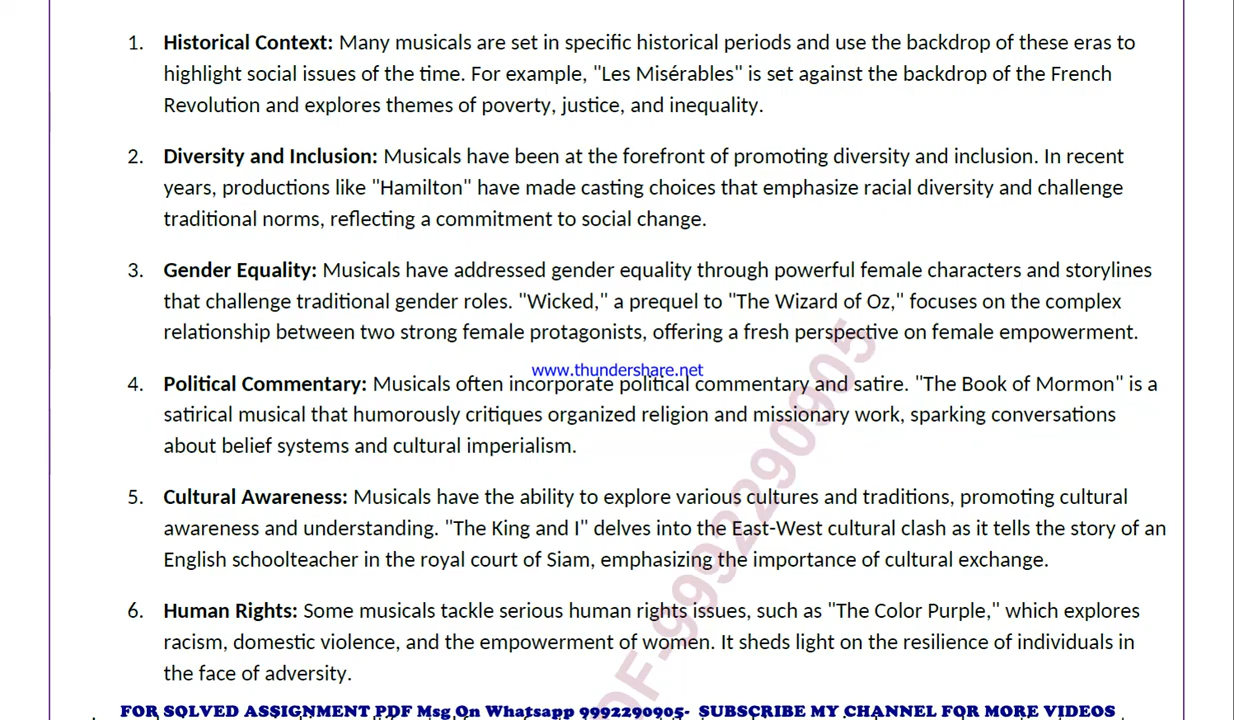 1. Historical Context: Many musicals are set in specific historical periods and use the backdrop of these eras to
highlight social issues of the time. For example, "Les Misérables" is set against the backdrop of the French
Revolution and explores themes of poverty, justice, and inequality.
2. Diversity and Inclusion: Musicals have been at the forefront of promoting diversity and inclusion. In recent
years, productions like "Hamilton" have made casting choices that emphasize racial diversity and challenge
traditional norms, reflecting a commitment to social change.
3. Gender Equality: Musicals have addressed gender equality through powerful female characters and storylines
that challenge traditional gender roles. "Wicked," a prequel to "The Wizard of Oz," focuses on the complex
relationship between two strong female protagonists, offering a fresh perspective on female empowerment.
www.thundershare.net
4. Political Commentary: Musicals often incorporate political commentary and satire. "The Book of Mormon" is a
satirical musical that humorously critiques organized religion and missionary work, sparking conversations
about belief systems and cultural imperialism.
5. Cultural Awareness: Musicals have the ability to explore various cultures and traditions, promoting cultural
awareness and understanding. "The King and I" delves into the East-West cultural clash as it tells the story of an
English schoolteacher in the royal court of Siam, emphasizing the importance of cultural exchange.
6. Human Rights: Some musicals tackle serious human rights issues, such as "The Color Purple," which explores
racism, domestic violence, and the empowerment of women. It sheds light on the resilience of individuals in
the face of adversity.
DF-9992290905
FOR SOLVED ASSIGNMENT PDF Msg On Whatsapp 9992290905- SUBSCRIBE MY CHANNEL FOR MORE VIDEOS